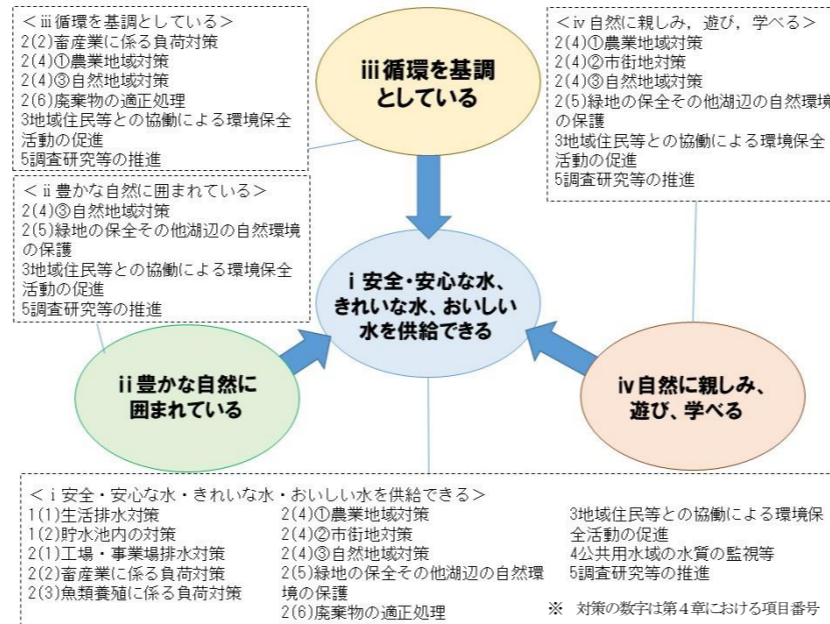 ＜ⅲ循環を基調としている＞
2(2)畜産業に係る負荷対策
2(4)①農業地域対策
2(4)③自然地域対策
2(6)廃棄物の適正処理
3地域住民等との協働による環境保全
活動の促進
5調査研究等の推進
ⅲ循環を基調
としている
＜ⅳ自然に親しみ，遊び，学べる＞
2(4)①農業地域対策
2(4)②市街地対策
2(4)③自然地域対策
2(5)緑地の保全その他湖辺の自然環境
の保護
3地域住民等との協働による環境保全
活動の促進
5調査研究等の推進
＜ⅱ豊かな自然に囲まれている＞
2(4)③自然地域対策
2(5)緑地の保全その他湖辺の自然環境
の保護
3地域住民等との協働による環境保全
活動の促進
5調査研究等の推進
ⅰ安全・安心な水、
きれいな水、おいしい
水を供給できる
ⅱ豊かな自然に
囲まれている
ⅳ自然に親しみ、
遊び、学べる
＜ⅰ安全・安心な水・きれいな水・おいしい水を供給できる＞
1(1)生活排水対策
1(2)貯水池内の対策
2(1)工場・事業場排水対策
2(2)畜産業に係る負荷対策
2(3)魚類養殖に係る負荷対策
2(4)①農業地域対策
2(4)②市街地対策
2(4)③自然地域対策
2(5)緑地の保全その他湖辺の自然環
境の保護
2(6)廃棄物の適正処理
3地域住民等との協働による環境保
全活動の促進
4公共用水域の水質の監視等
5調査研究等の推進
※　対策の数字は第４章における項目番号